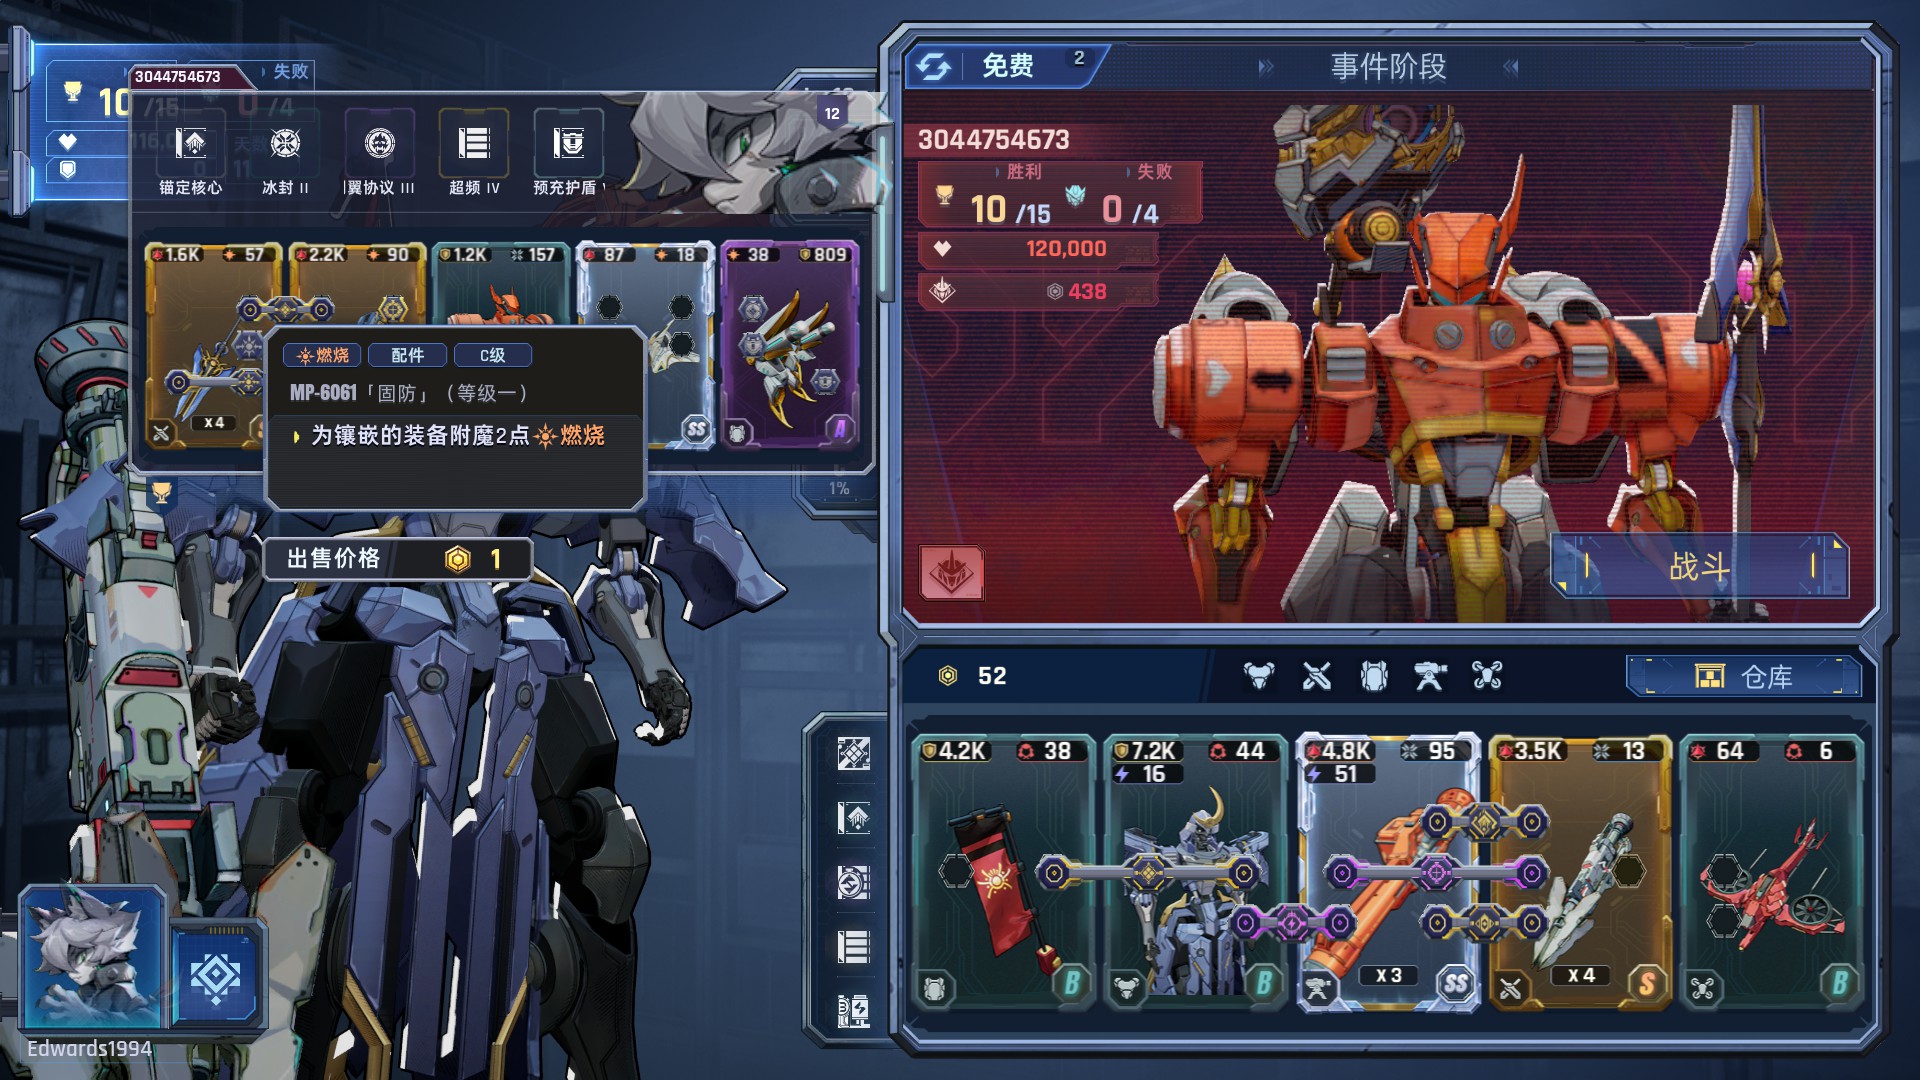 失败
10 /15
0 /4
3044754673
12
锚定核心
冰封 II
翼协议 III
超频 IV
预充护盾
1.6K 57
2.2K 90
1.2K 157
87 18
38 809
X4
SS
A
燃烧
配件
C级
MP-6061「固防」（等级一）
为镶嵌的装备附魔2点燃烧
1%
出售价格 1
Edwards1994
免费 2
事件阶段
3044754673
胜利
失败
10 /15
0 /4
120,000
438
战斗
52
仓库
4.2K 38
7.2K 44
16
4.8K 95
51
3.5K 13
64 6
B
B
X3
SS
X4
S
B